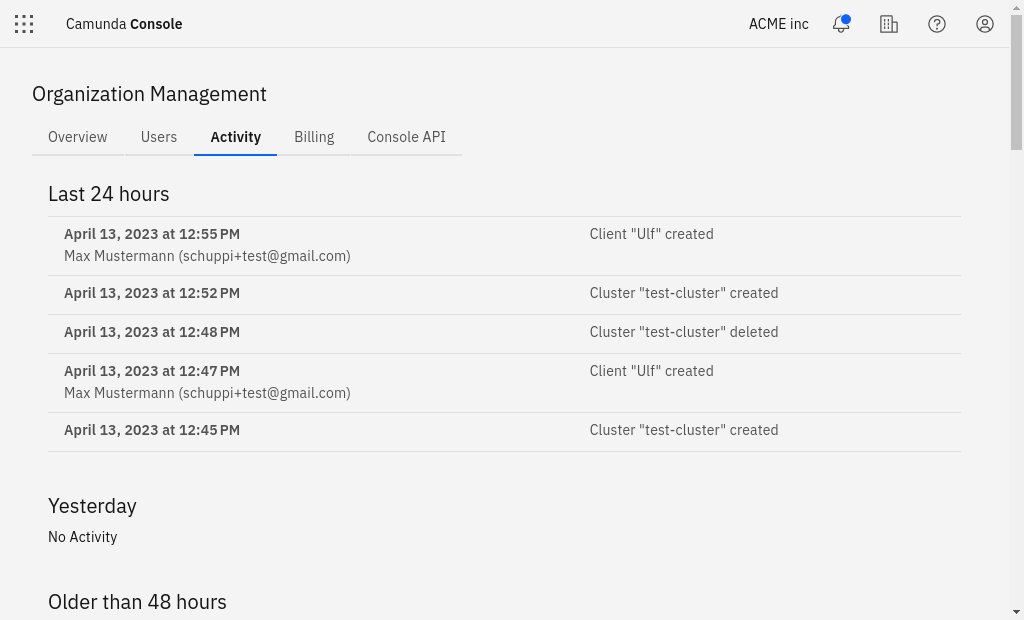 Camunda Console
ACME inc
Organization Management
Overview Users Activity Billing Console API
Last 24 hours
April 13, 2023 at 12:55 PM Client "Ulf" created
Max Mustermann (schuppi+test@gmail.com)
April 13, 2023 at 12:52 PM Cluster "test-cluster" created
April 13, 2023 at 12:48 PM Cluster "test-cluster" deleted
April 13, 2023 at 12:47 PM Client "Ulf" created
Max Mustermann (schuppi+test@gmail.com)
April 13, 2023 at 12:45 PM Cluster "test-cluster" created
Yesterday
No Activity
Older than 48 hours